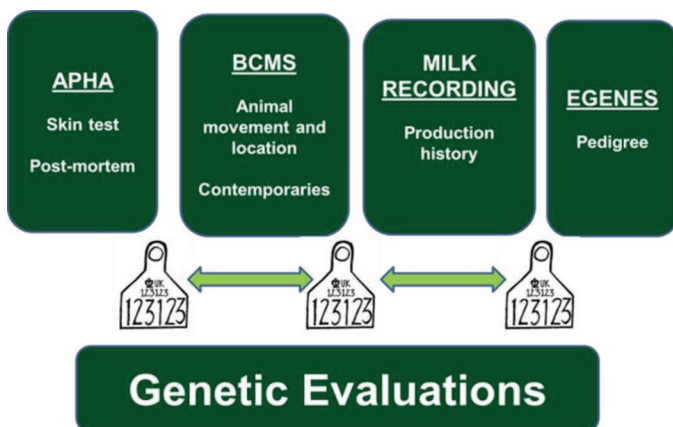 APHA
Skin test
Post-mortem
BCMS
Animal
movement and
location
Contemporaries
MILK
RECORDING
Production
history
EGENES
Pedigree
UK
123123
123123
UK
123123
123123
UK
123123
123123
Genetic Evaluations